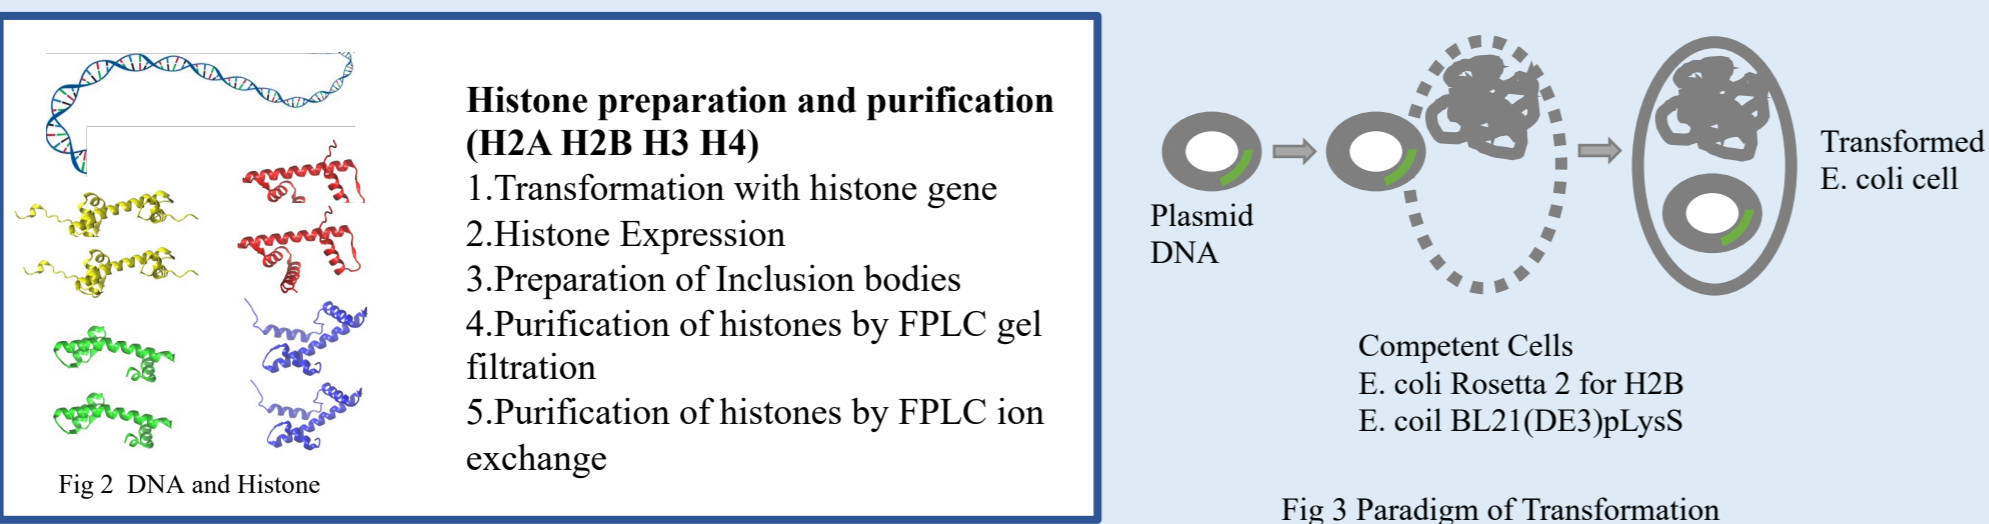 Histone preparation and purification
(H2A H2B H3 H4)
1.Transformation with histone gene
2.Histone Expression
3.Preparation of Inclusion bodies
4.Purification of histones by FPLC gel
filtration
5.Purification of histones by FPLC ion
exchange
Fig 2  DNA and Histone
Plasmid
DNA
Transformed
E. coli cell
Competent Cells
E. coli Rosetta 2 for H2B
E. coil BL21(DE3)pLysS
Fig 3 Paradigm of Transformation